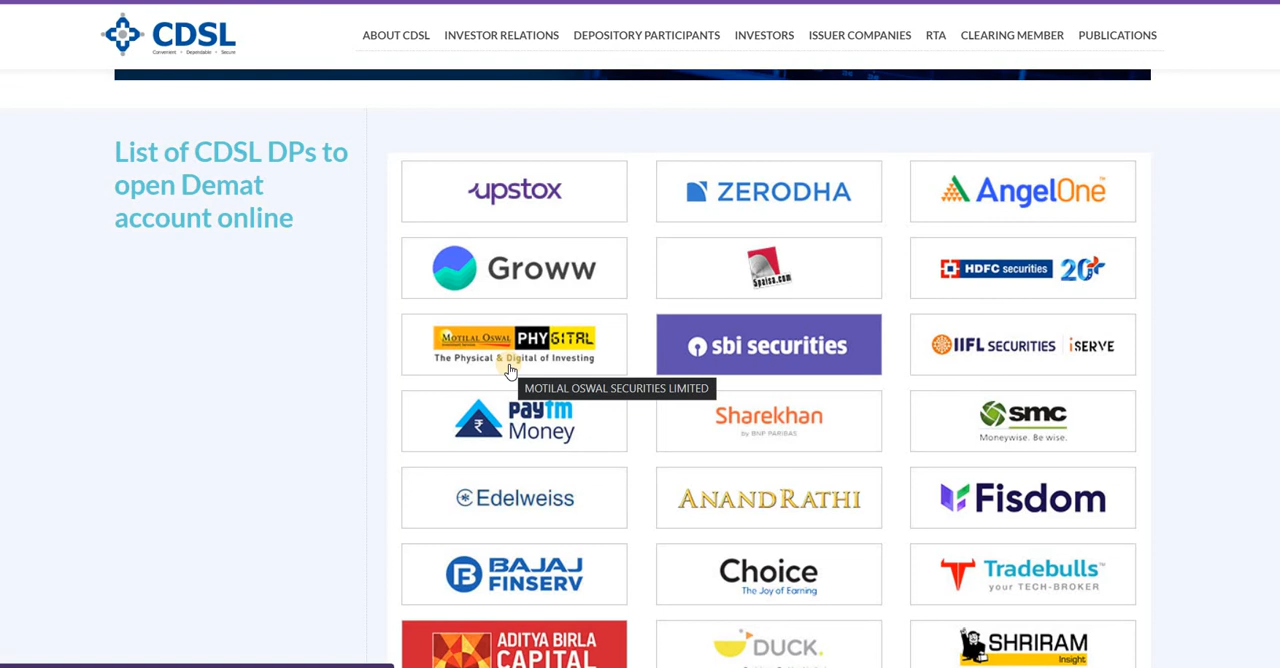 CDSL
Convenient • Dependable • Secure
ABOUT CDSL INVESTOR RELATIONS DEPOSITORY PARTICIPANTS INVESTORS ISSUER COMPANIES RTA CLEARING MEMBER PUBLICATIONS
List of CDSL DPs to
open Demat
account online
upstox ZERODHA AngelOne
Groww 5paisa.com HDFC securities 20
MOTILAL OSWAL PHYGITAL
The Physical & Digital of Investing
sbi securities
IIFL SECURITIES iSERVE
MOTILAL OSWAL SECURITIES LIMITED
paytm
Money
Sharekhan
by BNP PARIBAS
smc
Moneywise. Be wise.
Edelweiss ANANDRATHI Fisdom
BAJAJ
FINSERV
Choice
The Joy of Earning
Tradebulls
your TECH-BROKER
ADITYA BIRLA
CAPITAL
DUCK.
SHRIRAM
Insight